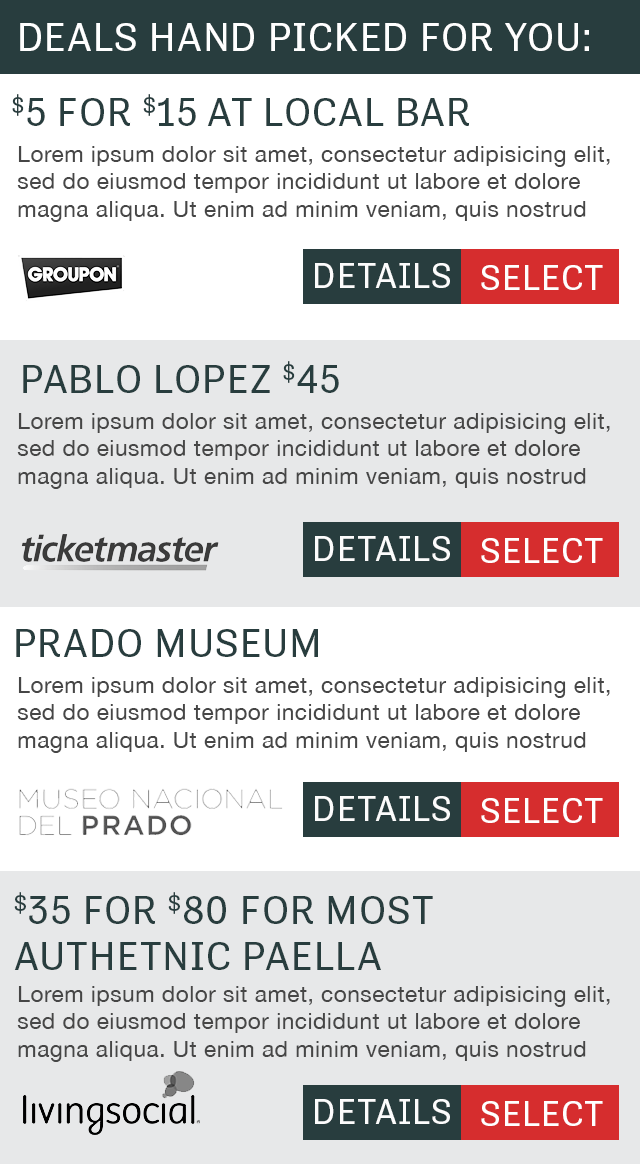 DEALS HAND PICKED FOR YOU:
$5 FOR $15 AT LOCAL BAR
Lorem ipsum dolor sit amet, consectetur adipisicing elit,
sed do eiusmod tempor incididunt ut labore et dolore
magna aliqua. Ut enim ad minim veniam, quis nostrud
GROUPON
DETAILS SELECT
PABLO LOPEZ $45
Lorem ipsum dolor sit amet, consectetur adipisicing elit,
sed do eiusmod tempor incididunt ut labore et dolore
magna aliqua. Ut enim ad minim veniam, quis nostrud
ticketmaster
DETAILS SELECT
PRADO MUSEUM
Lorem ipsum dolor sit amet, consectetur adipisicing elit,
sed do eiusmod tempor incididunt ut labore et dolore
magna aliqua. Ut enim ad minim veniam, quis nostrud
MUSEO NACIONAL
DEL PRADO
DETAILS SELECT
$35 FOR $80 FOR MOST
AUTHETNIC PAELLA
Lorem ipsum dolor sit amet, consectetur adipisicing elit,
sed do eiusmod tempor incididunt ut labore et dolore
magna aliqua. Ut enim ad minim veniam, quis nostrud
livingsocial
DETAILS SELECT